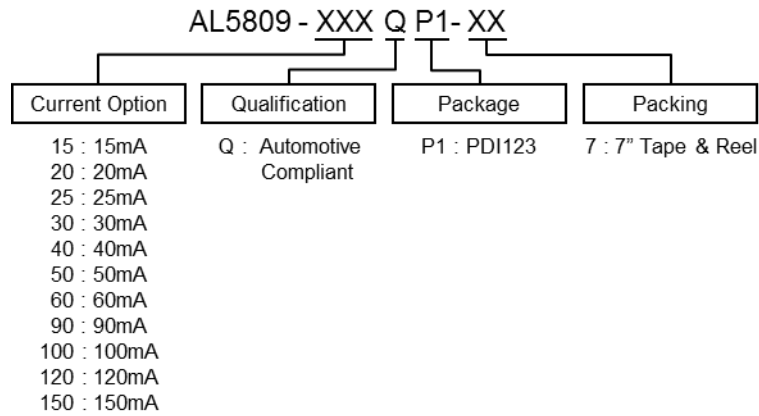 AL5809 - XXX Q P1- XX
Current Option
Qualification
Package
Packing
15 : 15mA
20 : 20mA
25 : 25mA
30 : 30mA
40 : 40mA
50 : 50mA
60 : 60mA
90 : 90mA
100 : 100mA
120 : 120mA
150 : 150mA
Q : Automotive
Compliant
P1 : PDI123
7 : 7” Tape & Reel